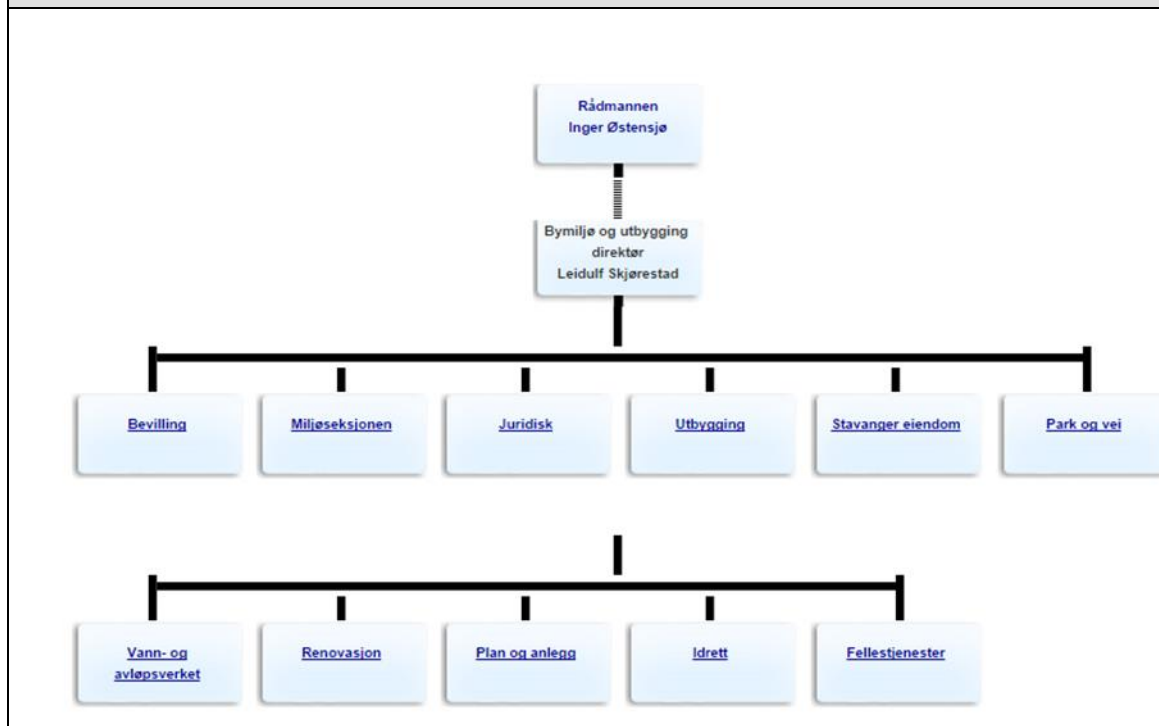 Rådmannen
Inger Østensjø
Bymiljø og utbygging
direktør
Leidulf Skjørestad
Bevilling
Miljøseksjonen
Juridisk
Utbygging
Stavanger eiendom
Park og vei
Vann- og
avløpsverket
Renovasjon
Plan og anlegg
Idrett
Fellestjenester